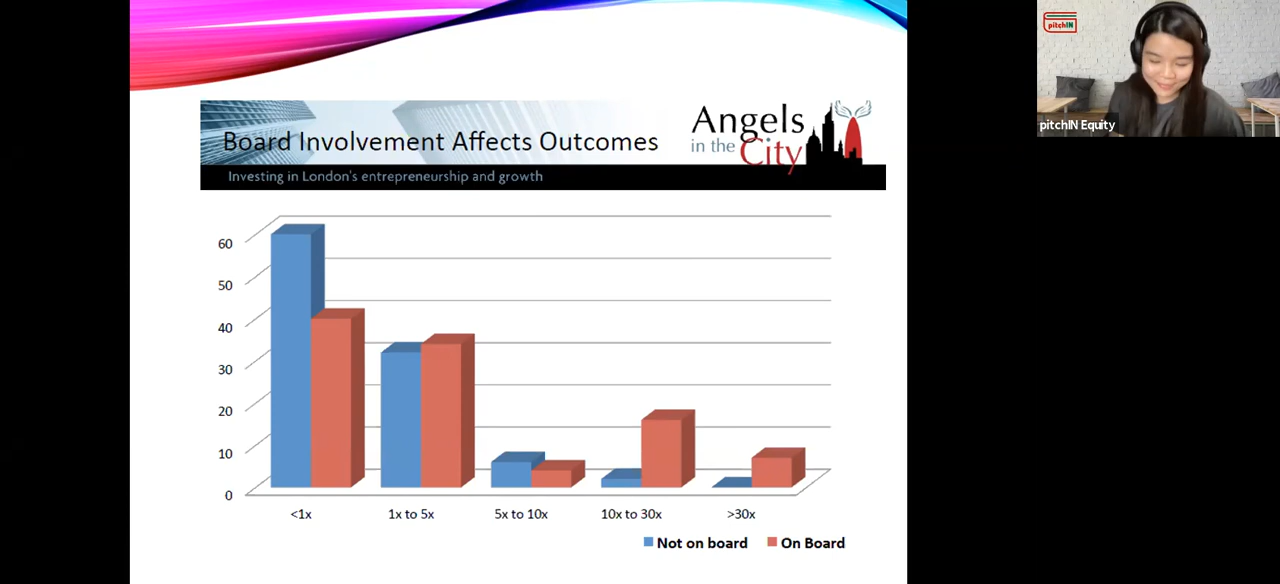 Board Involvement Affects Outcomes
Angels
in the City
Investing in London's entrepreneurship and growth
60
50
40
30
20
10
0
<1x
1x to 5x
5x to 10x
10x to 30x
>30x
Not on board
On Board
pitchIN
pitchIN Equity